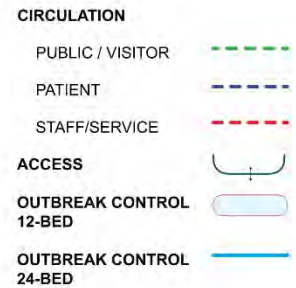 CIRCULATION
PUBLIC / VISITOR
PATIENT
STAFF/SERVICE
ACCESS
OUTBREAK CONTROL
12-BED
OUTBREAK CONTROL
24-BED